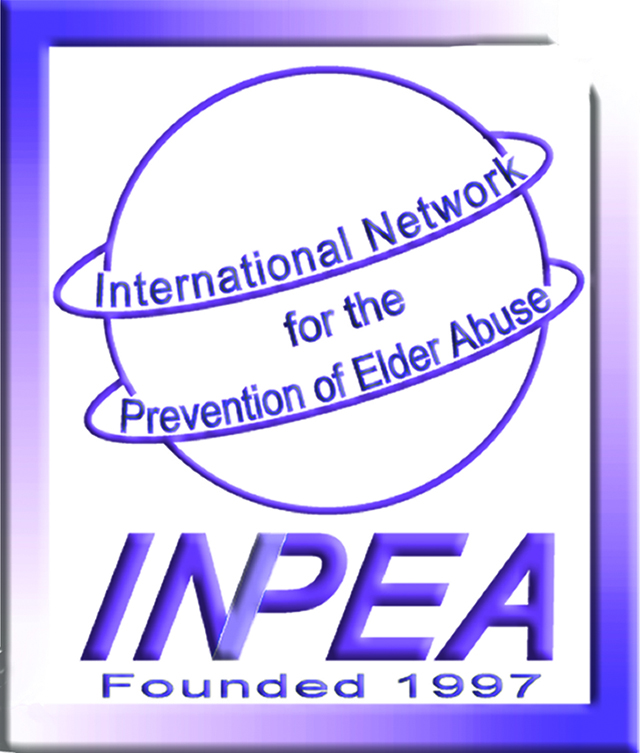 International Network
for the
Prevention of Elder Abuse
INPEA
Founded 1997